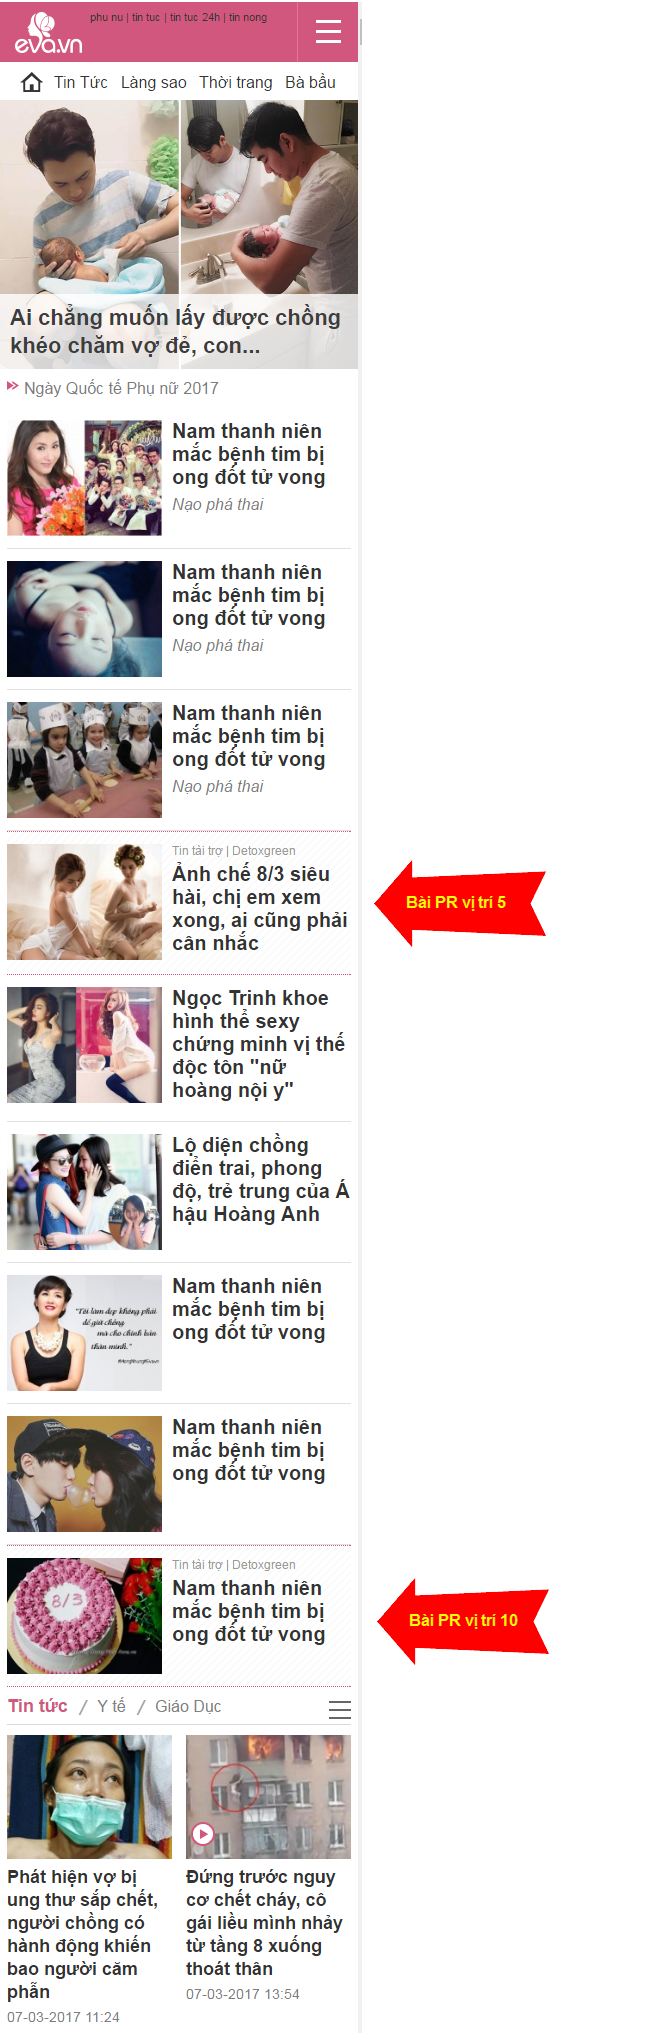 eva.vn
phu nu | tin tuc | tin tuc 24h | tin nong
Tin Tức Làng sao Thời trang Bà bầu
Ai chẳng muốn lấy được chồng
khéo chăm vợ đẻ, con...
Ngày Quốc tế Phụ nữ 2017
Nam thanh niên
mắc bệnh tim bị
ong đốt tử vong
Nạo phá thai
Nam thanh niên
mắc bệnh tim bị
ong đốt tử vong
Nạo phá thai
Nam thanh niên
mắc bệnh tim bị
ong đốt tử vong
Nạo phá thai
Tin tài trợ | Detoxgreen
Ảnh chế 8/3 siêu
hài, chị em xem
xong, ai cũng phải
cân nhắc
Bài PR vị trí 5
Ngọc Trinh khoe
hình thể sexy
chứng minh vị thế
độc tôn "nữ
hoàng nội y"
Lộ diện chồng
điển trai, phong
độ, trẻ trung của Á
hậu Hoàng Anh
"Tôi làm đẹp không phải
để giữ chồng
mà cho chính bản
thân mình."
Nam thanh niên
mắc bệnh tim bị
ong đốt tử vong
Nam thanh niên
mắc bệnh tim bị
ong đốt tử vong
8/3
Tin tài trợ | Detoxgreen
Nam thanh niên
mắc bệnh tim bị
ong đốt tử vong
Bài PR vị trí 10
Tin tức / Y tế / Giáo Dục
Phát hiện vợ bị
ung thư sắp chết,
người chồng có
hành động khiến
bao người căm
phẫn
07-03-2017 11:24
Đứng trước nguy
cơ chết cháy, cô
gái liều mình nhảy
từ tầng 8 xuống
thoát thân
07-03-2017 13:54